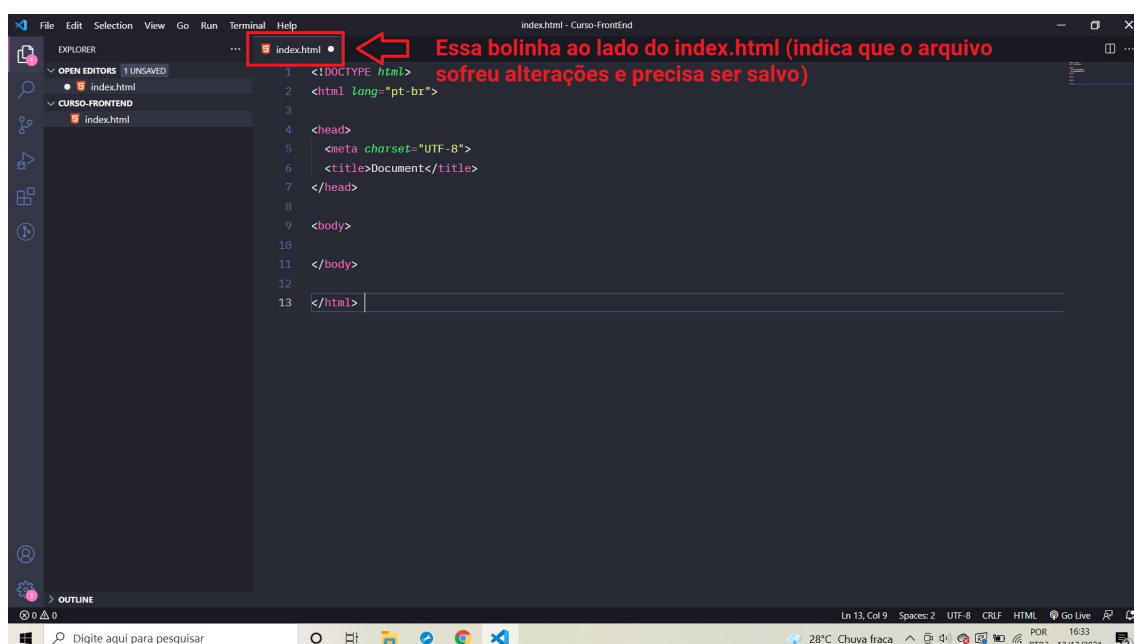 File Edit Selection View Go Run Terminal Help
index.html - Curso-FrontEnd
EXPLORER
index.html
Essa bolinha ao lado do index.html (indica que o arquivo
sofreu alterações e precisa ser salvo)
OPEN EDITORS 1 UNSAVED
index.html
CURSO-FRONTEND
index.html
1 <!DOCTYPE html>
2 <html lang="pt-br">
3
4 <head>
5 <meta charset="UTF-8">
6 <title>Document</title>
7 </head>
8
9 <body>
10
11 </body>
12
13 </html>
1
1
OUTLINE
0 0
Ln 13, Col 9 Spaces: 2 UTF-8 CRLF HTML Go Live
Digite aqui para pesquisar
28°C Chuva fraca
POR
16:33